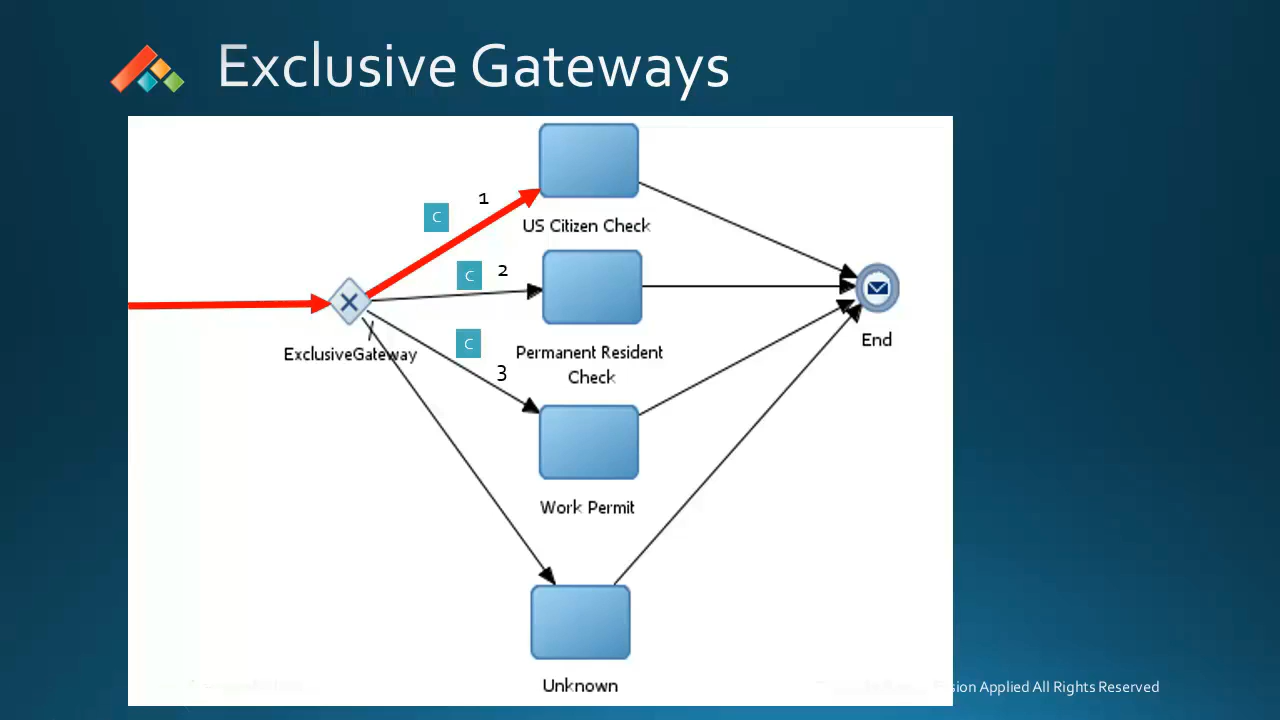 Exclusive Gateways
1
C
US Citizen Check
2
C
ExclusiveGateway
C
Permanent Resident
Check
3
End
Work Permit
Unknown
Applied All Rights Reserved